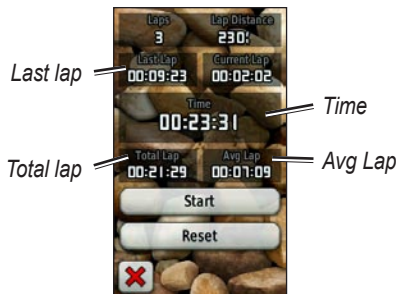 Laps Lap Distance
3 230:
Last Lap Current Lap
Last lap 00:09:23 00:02:02
Time
Time
00:23:31
Total Lap Avg Lap
Total lap 00:21:29 00:07:09 Avg Lap
Start
Reset